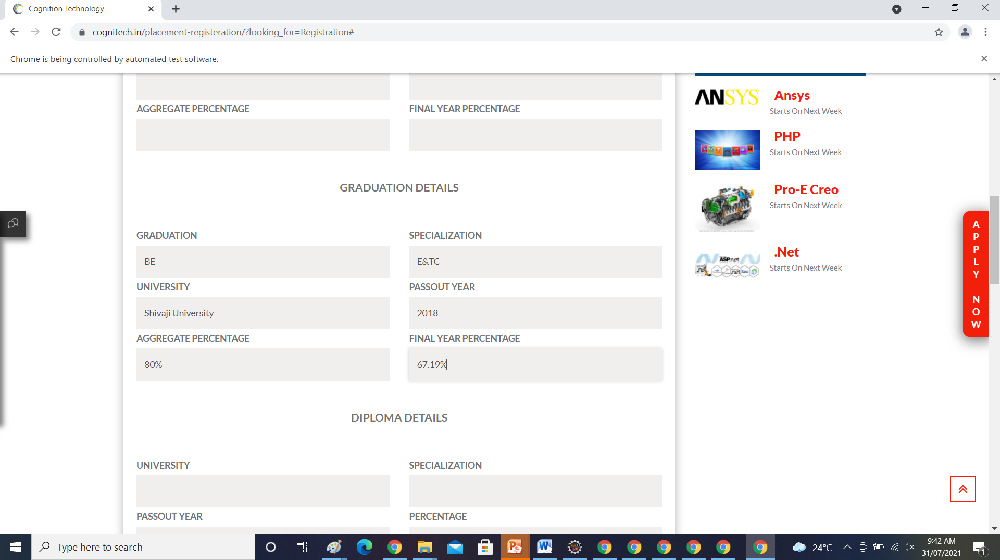 Cognition Technology
cognitech.in/placement-registeration/?looking_for=Registration#
Chrome is being controlled by automated test software.
AGGREGATE PERCENTAGE
FINAL YEAR PERCENTAGE
GRADUATION DETAILS
GRADUATION
SPECIALIZATION
BE
E&TC
UNIVERSITY
PASSOUT YEAR
Shivaji University
2018
AGGREGATE PERCENTAGE
FINAL YEAR PERCENTAGE
80%
67.19%
DIPLOMA DETAILS
UNIVERSITY
SPECIALIZATION
PASSOUT YEAR
PERCENTAGE
ANSYS
Ansys
Starts On Next Week
PHP
Starts On Next Week
Pro-E Creo
Starts On Next Week
ASP.net
.net
.Net
Starts On Next Week
APPLY NOW
Type here to search
24°C
9:42 AM
31/07/2021
1